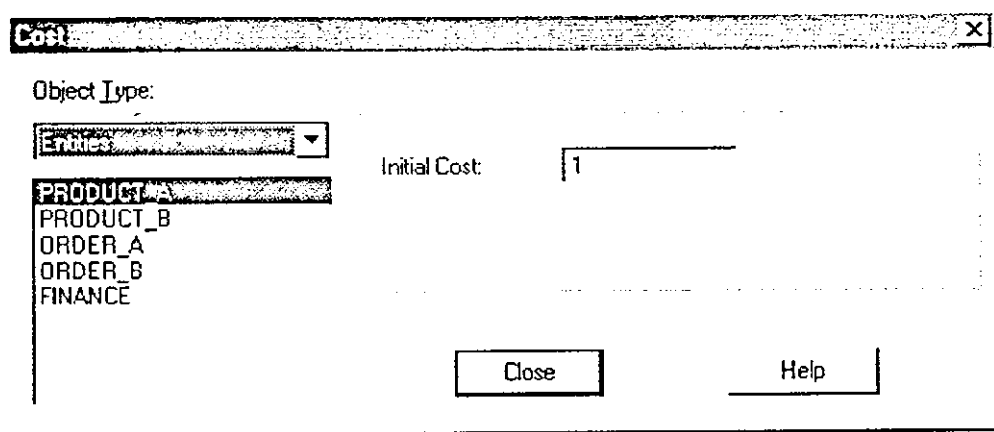 Cost
Object Type:
Entities
Initial Cost:
1
PRODUCT_A
PRODUCT_B
ORDER_A
ORDER_B
FINANCE
Close
Help